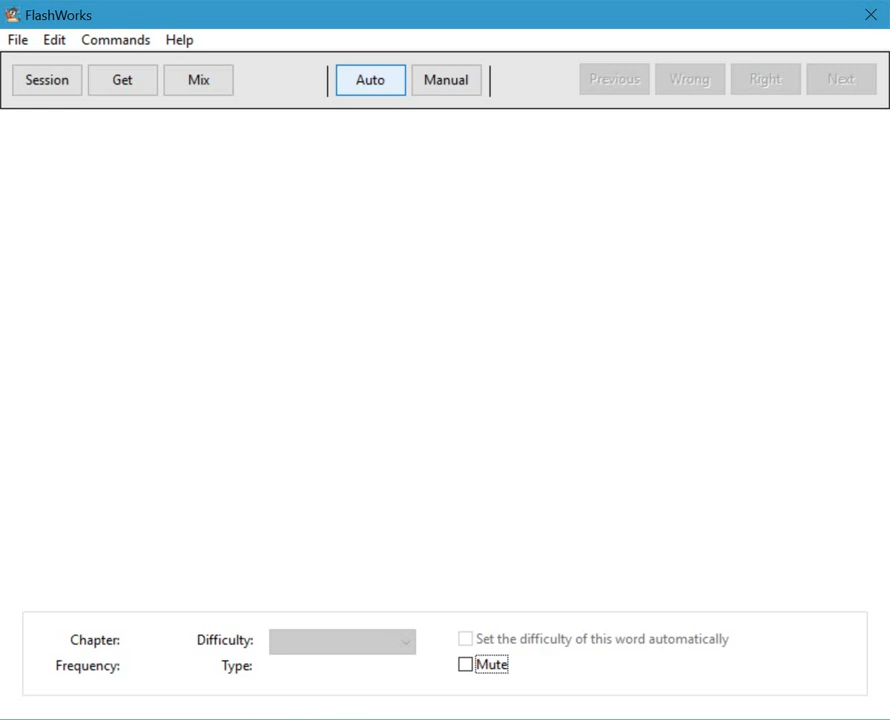 FlashWorks
File Edit Commands Help
Session Get Mix Auto Manual Previous Wrong Right Next
Chapter: Difficulty: Set the difficulty of this word automatically
Frequency: Type: Mute